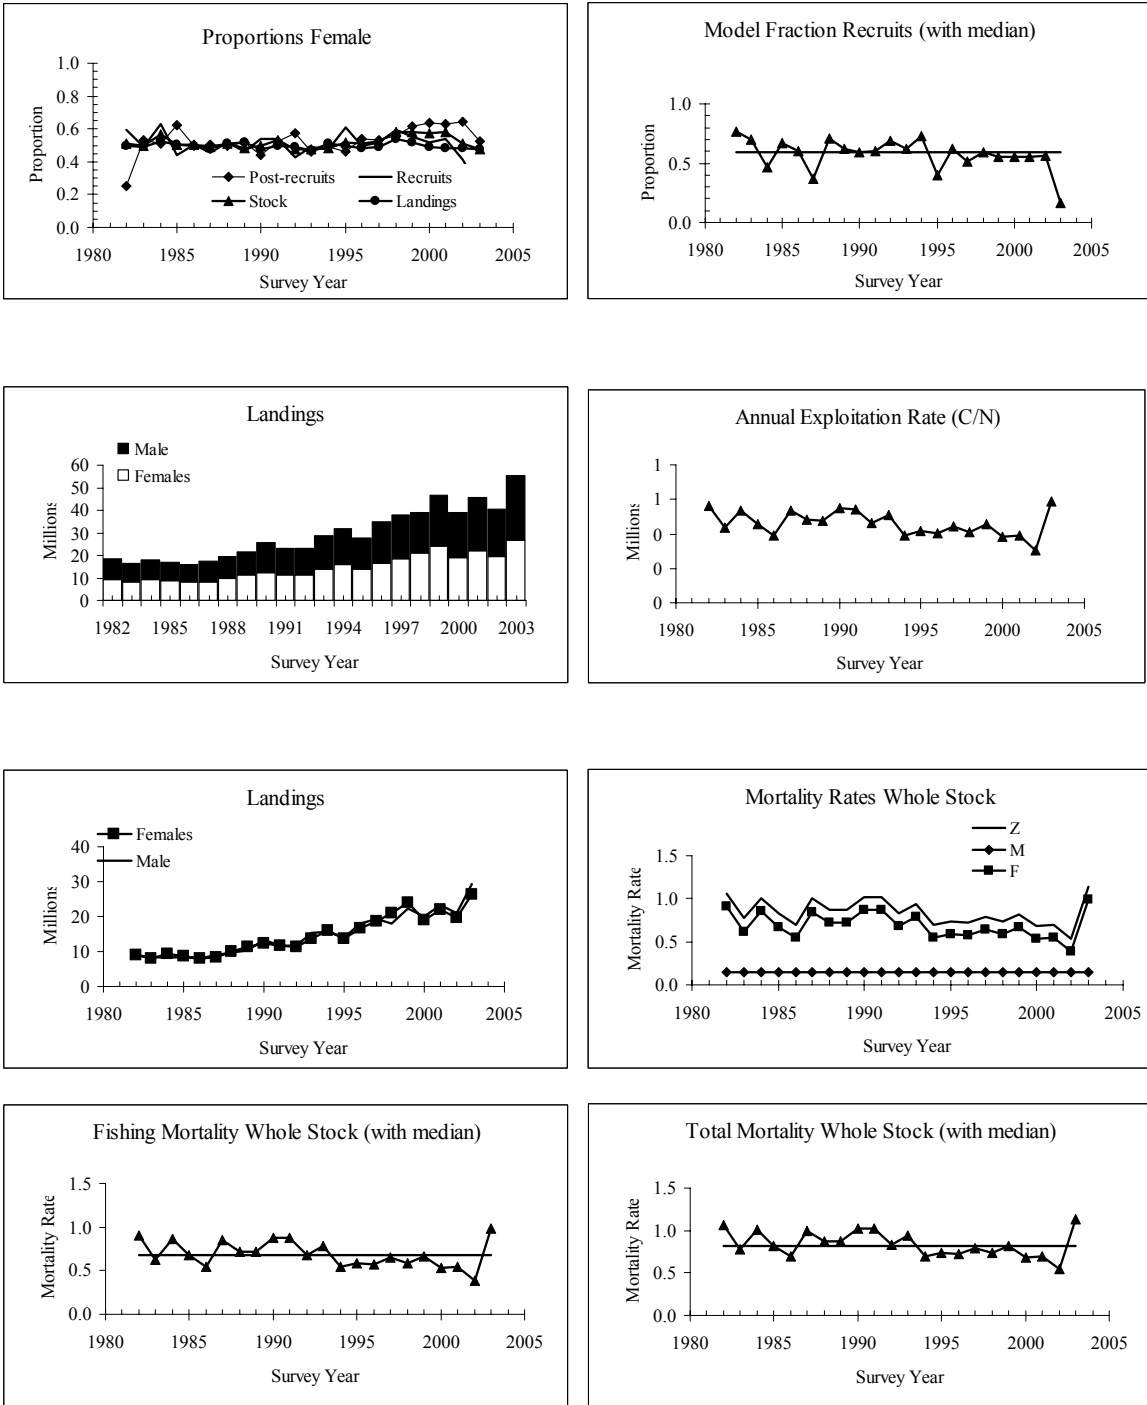 Proportions Female
1.0
0.8
0.6
0.4
0.2
0.0
Proportion
Post-recruits
Recruits
Stock
Landings
1980 1985 1990 1995 2000 2005
Survey Year
Model Fraction Recruits (with median)
1.0
0.5
0.0
Proportion
1980 1985 1990 1995 2000 2005
Survey Year
Landings
Male
Females
60
50
40
30
20
10
0
Millions
1982 1985 1988 1991 1994 1997 2000 2003
Survey Year
Annual Exploitation Rate (C/N)
1
1
0
0
0
Millions
1980 1985 1990 1995 2000 2005
Survey Year
Landings
Females
Male
40
30
20
10
0
Millions
1980 1985 1990 1995 2000 2005
Survey Year
Mortality Rates Whole Stock
Z
M
F
1.5
1.0
0.5
0.0
Mortality Rate
1980 1985 1990 1995 2000 2005
Survey Year
Fishing Mortality Whole Stock (with median)
1.5
1.0
0.5
0.0
Mortality Rate
1980 1985 1990 1995 2000 2005
Survey Year
Total Mortality Whole Stock (with median)
1.5
1.0
0.5
0.0
Mortality Rate
1980 1985 1990 1995 2000 2005
Survey Year